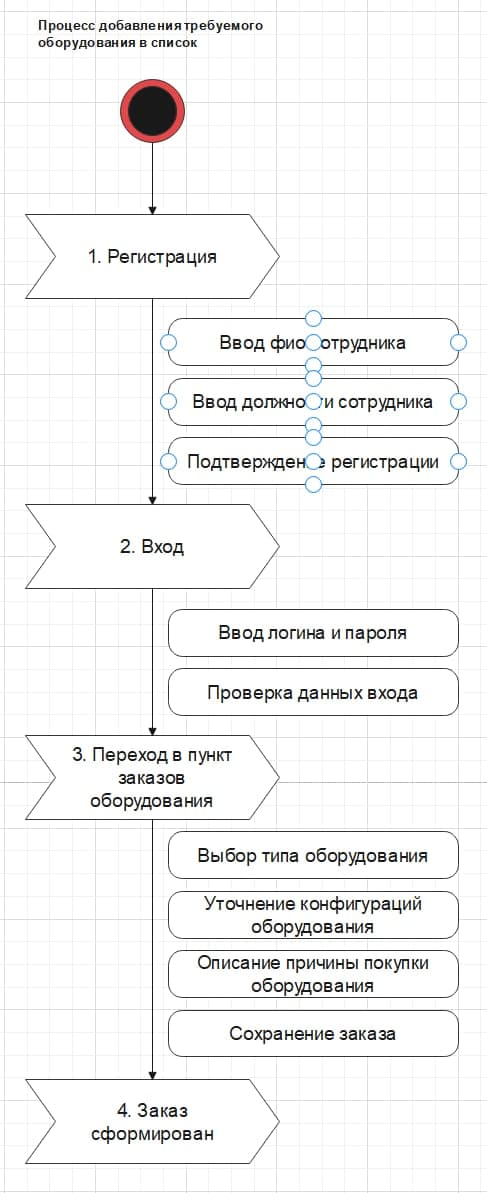 Процесс добавления требуемого
оборудования в список
1. Регистрация
Ввод фио сотрудника
Ввод должности сотрудника
Подтверждение регистрации
2. Вход
Ввод логина и пароля
Проверка данных входа
3. Переход в пункт
заказов
оборудования
Выбор типа оборудования
Уточнение конфигураций
оборудования
Описание причины покупки
оборудования
Сохранение заказа
4. Заказ
сформирован